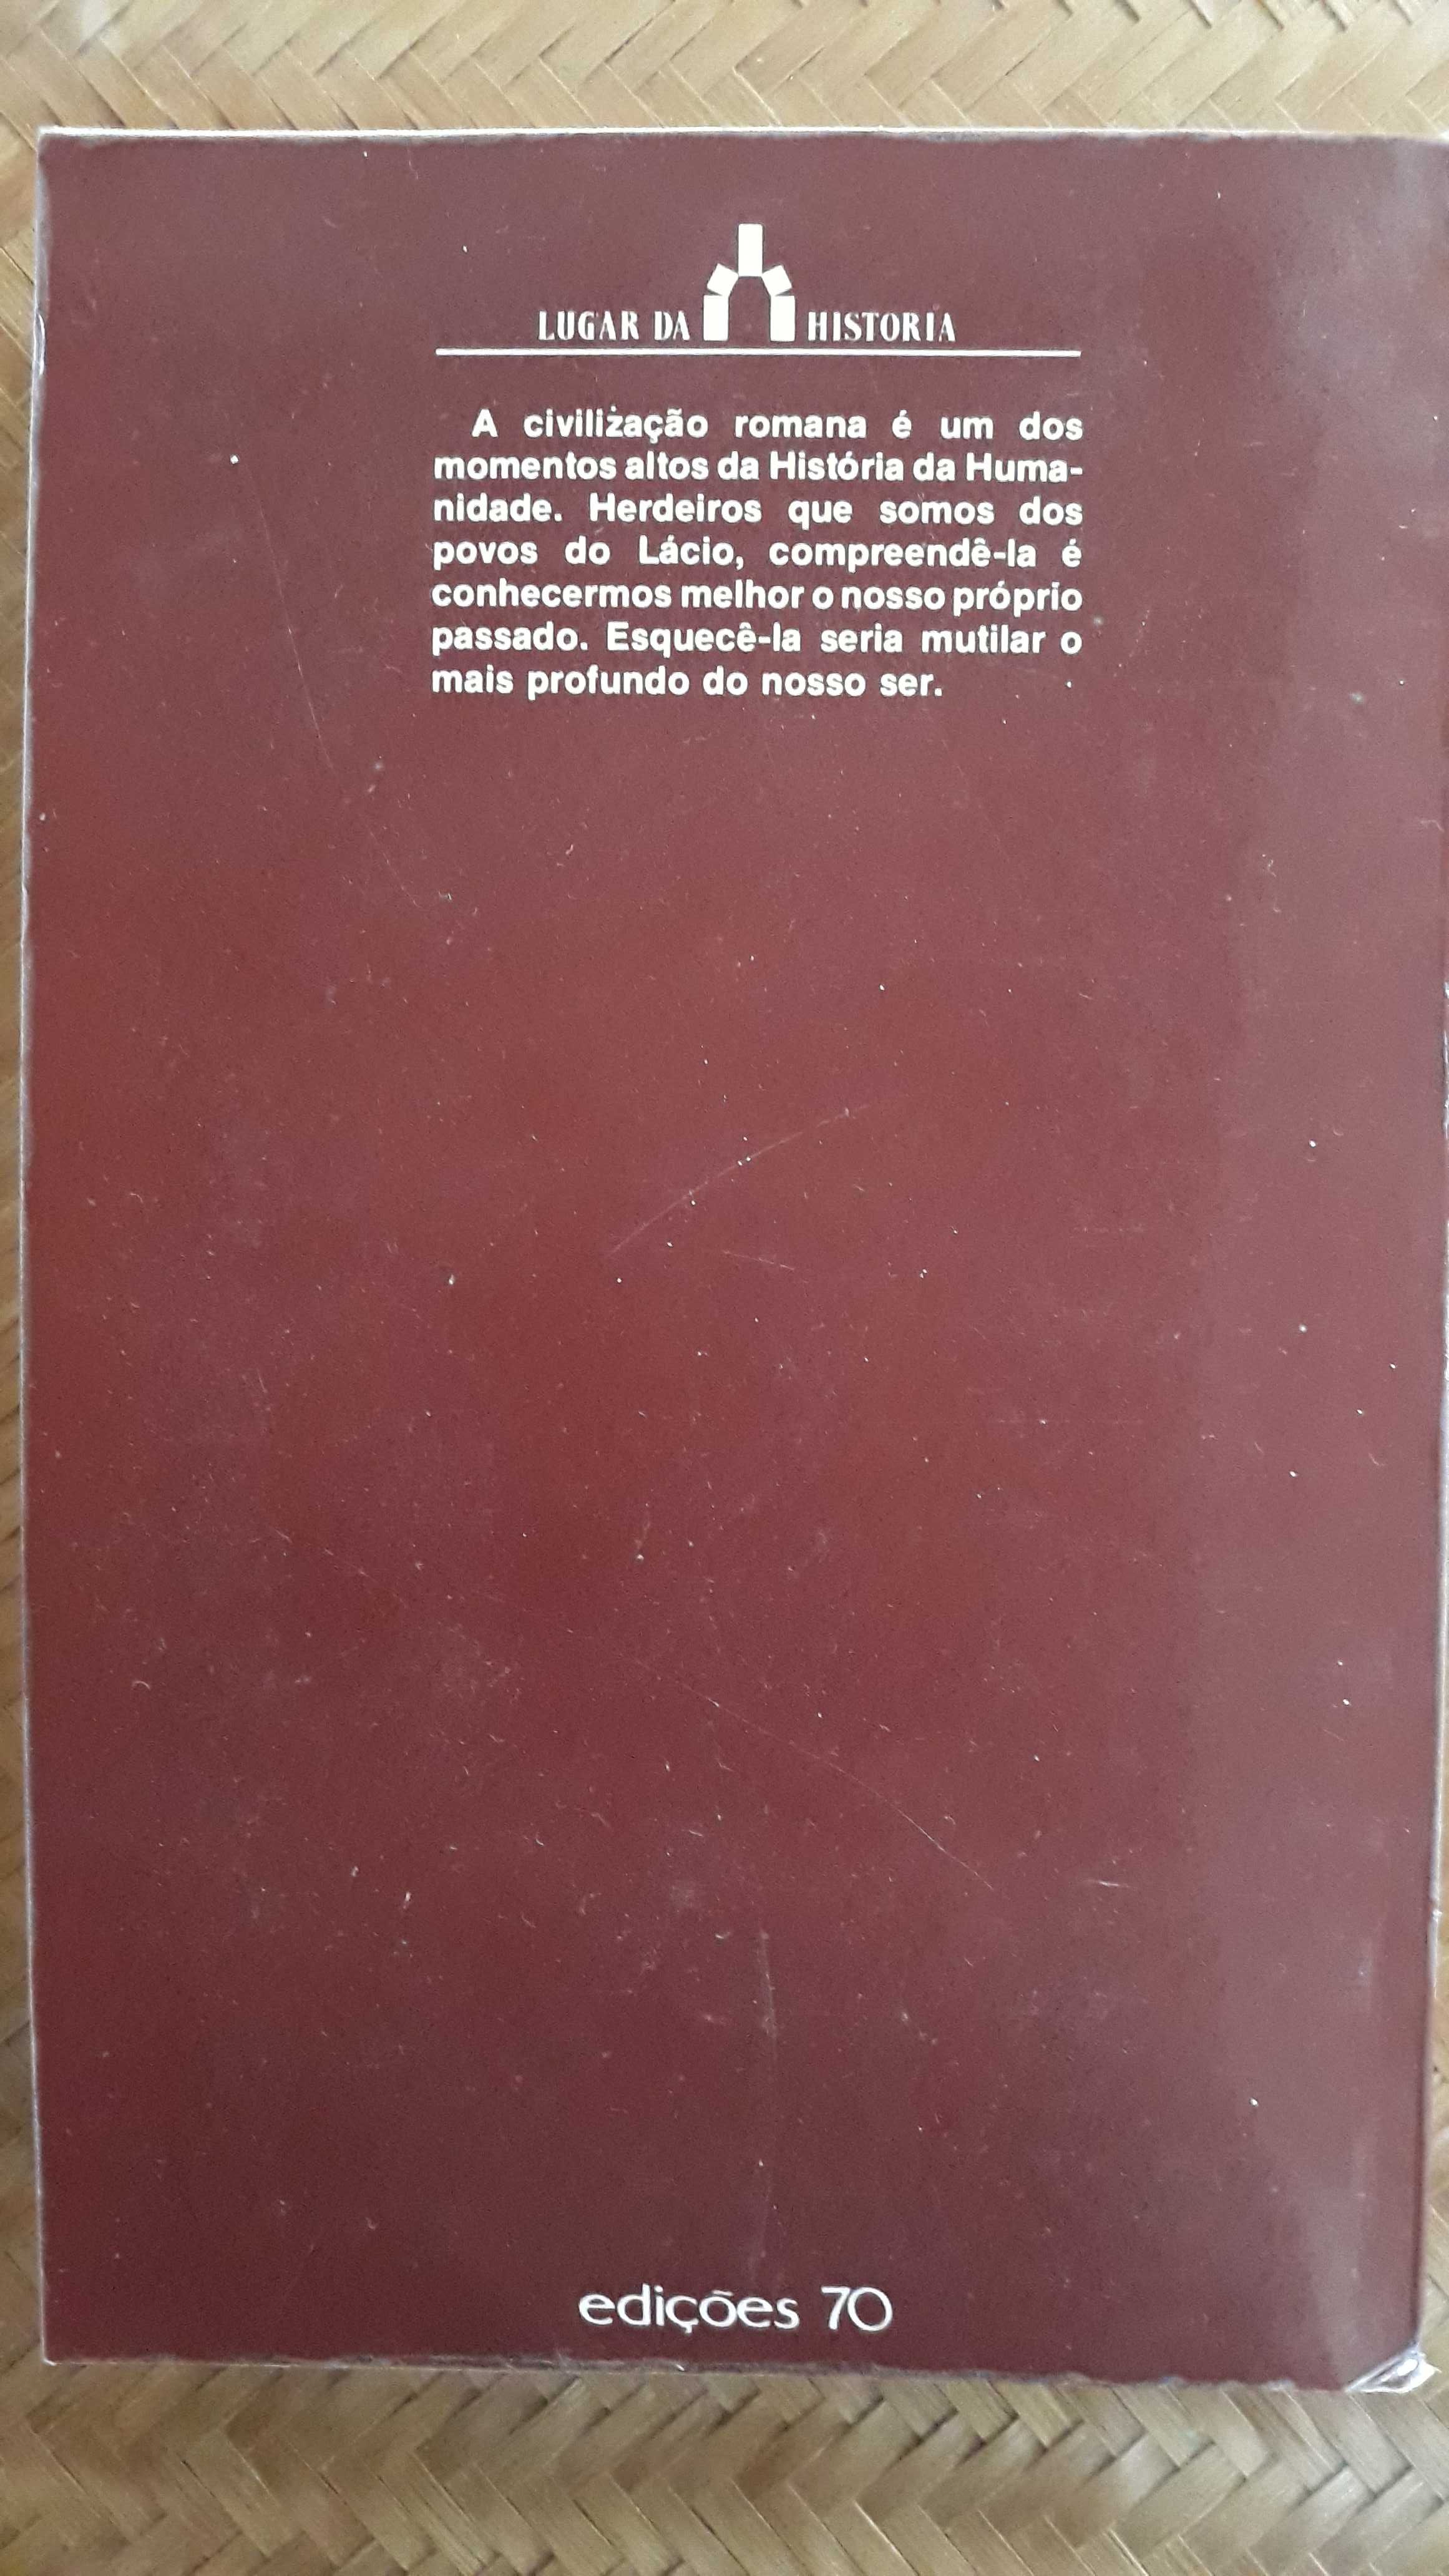 LUGAR DA HISTORIA
A civilização romana é um dos
momentos altos da História da Huma-
nidade. Herdeiros que somos dos
povos do Lácio, compreendê-la é
conhecermos melhor o nosso próprio
passado. Esquecê-la seria mutilar o
mais profundo do nosso ser.
edições 70